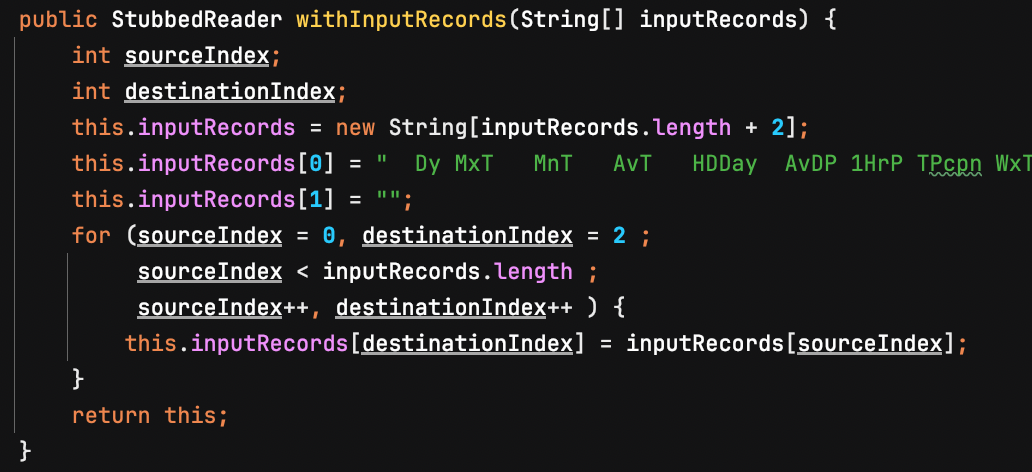 public StubbedReader withInputRecords(String[] inputRecords) {
int sourceIndex;
int destinationIndex;
this.inputRecords = new String[inputRecords.length + 2];
this.inputRecords[0] = "  Dy MxT   MnT   AvT   HDDay  AvDP 1HrP TPcpn WxT
this.inputRecords[1] = "";
for (sourceIndex = 0, destinationIndex = 2 ;
sourceIndex < inputRecords.length ;
sourceIndex++, destinationIndex++ ) {
this.inputRecords[destinationIndex] = inputRecords[sourceIndex];
}
return this;
}